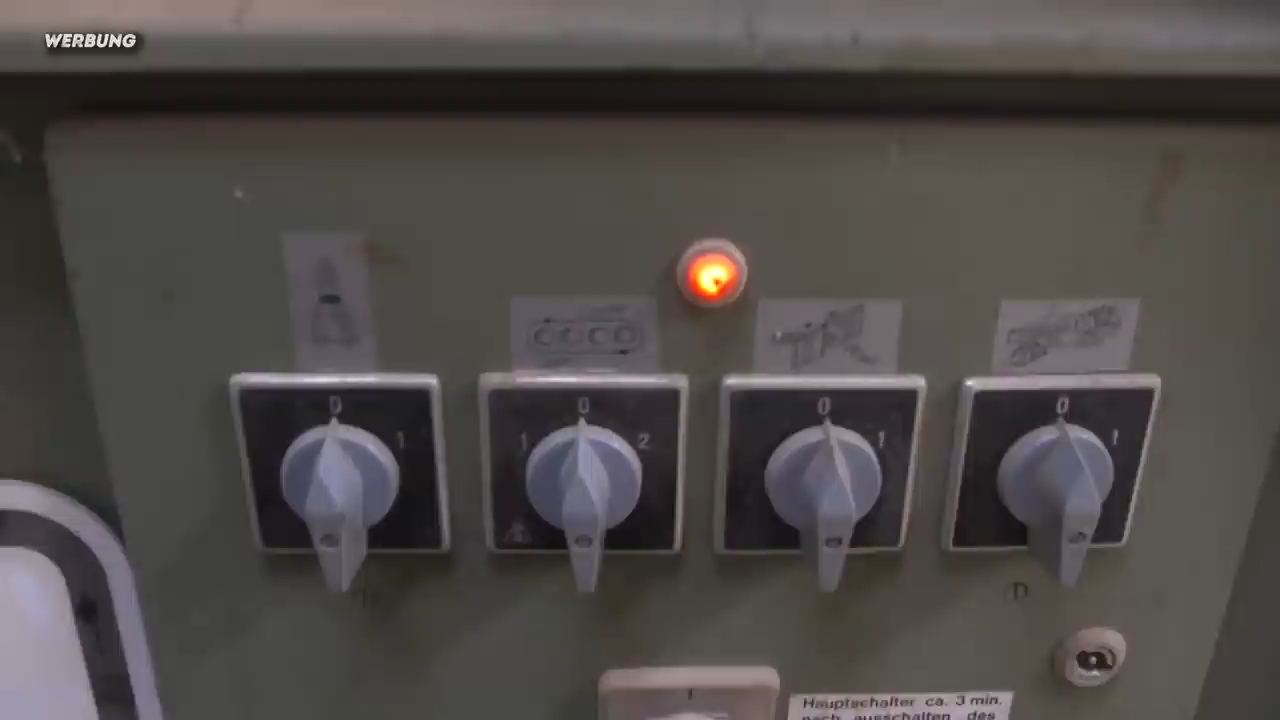 WERBUNG
0
1
0
1
2
0
1
0
1
D
Hauptschalter ca. 3 min.
nach ausschalten des